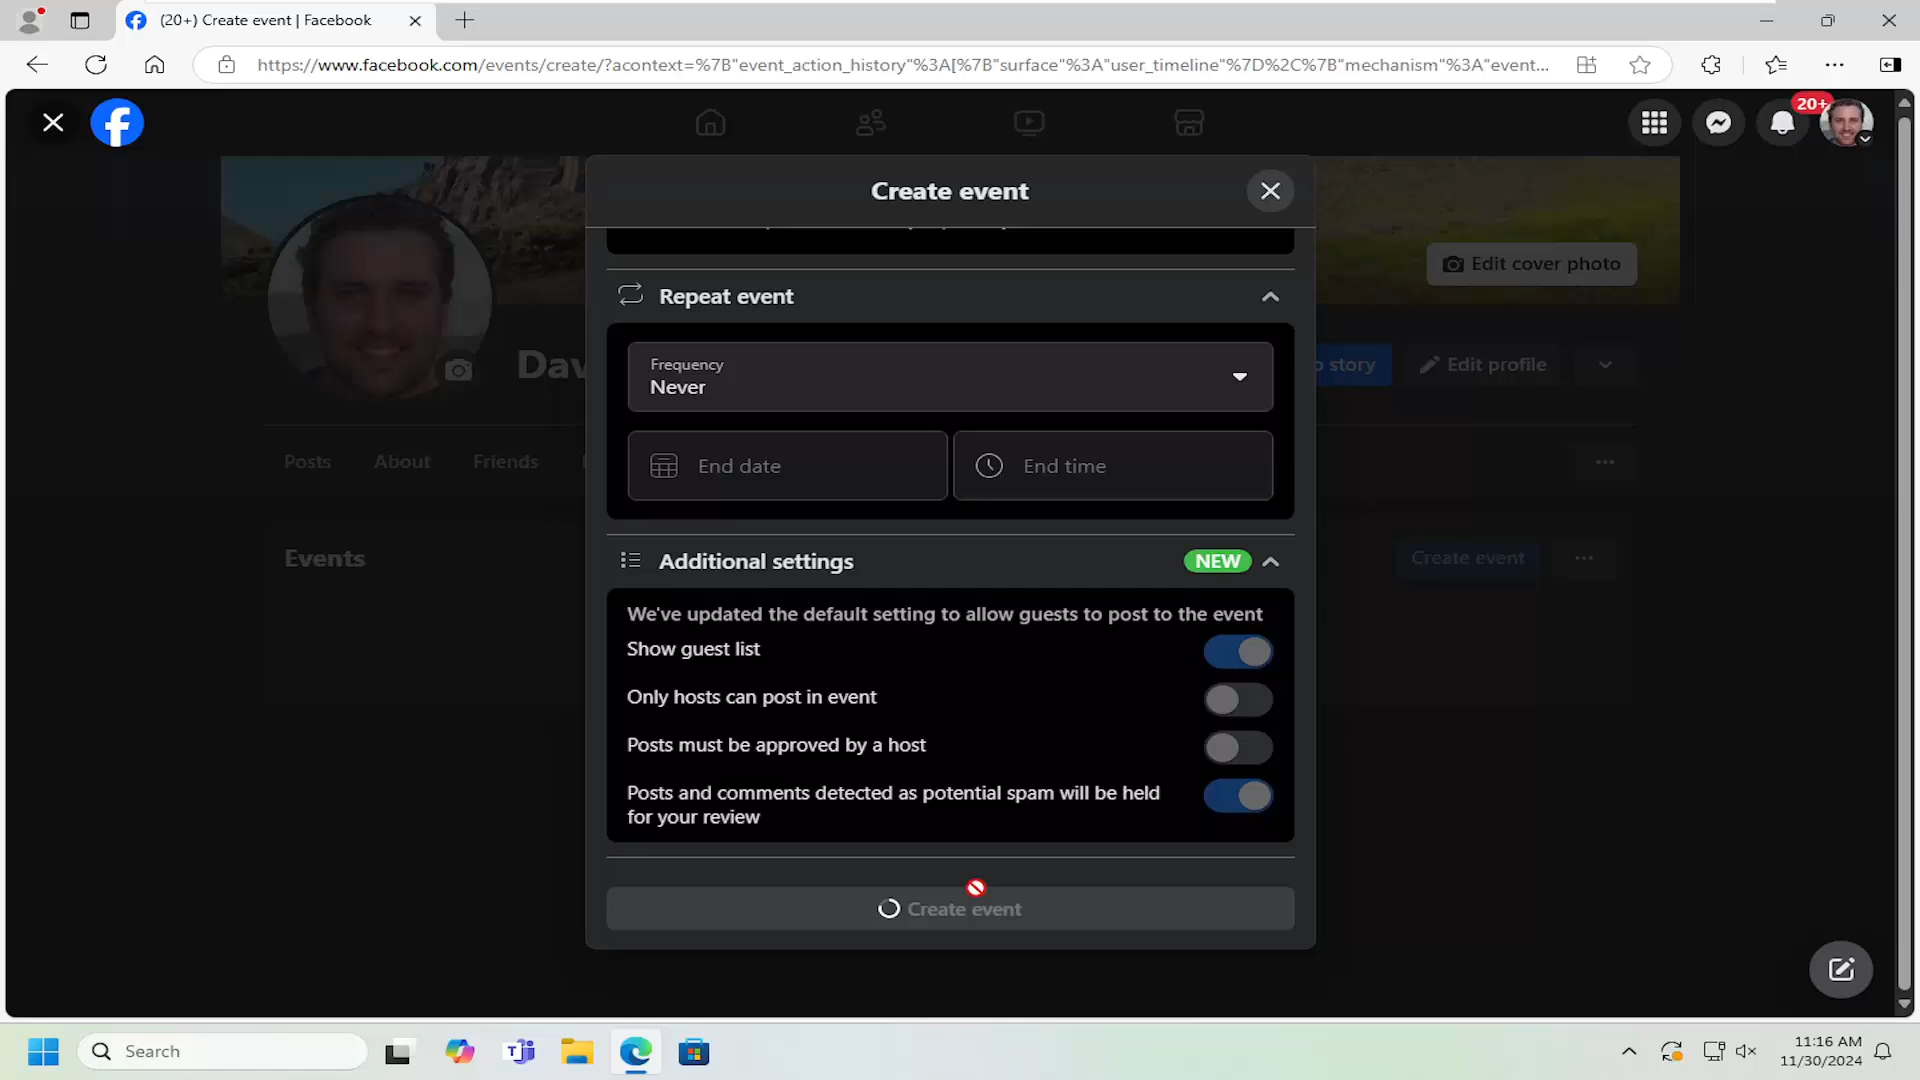 (20+) Create event | Facebook
https://www.facebook.com/events/create/?acontext=%7B"event_action_history"%3A[%7B"surface"%3A"user_timeline"%7D%2C%7B"mechanism"%3A"event...
20+
Create event
Edit cover photo
Repeat event
Frequency
Never
Dav
story
Edit profile
End date
End time
Posts
About
Friends
Additional settings
NEW
Events
Create event
We've updated the default setting to allow guests to post to the event
Show guest list
Only hosts can post in event
Posts must be approved by a host
Posts and comments detected as potential spam will be held
for your review
Create event
Search
11:16 AM
11/30/2024